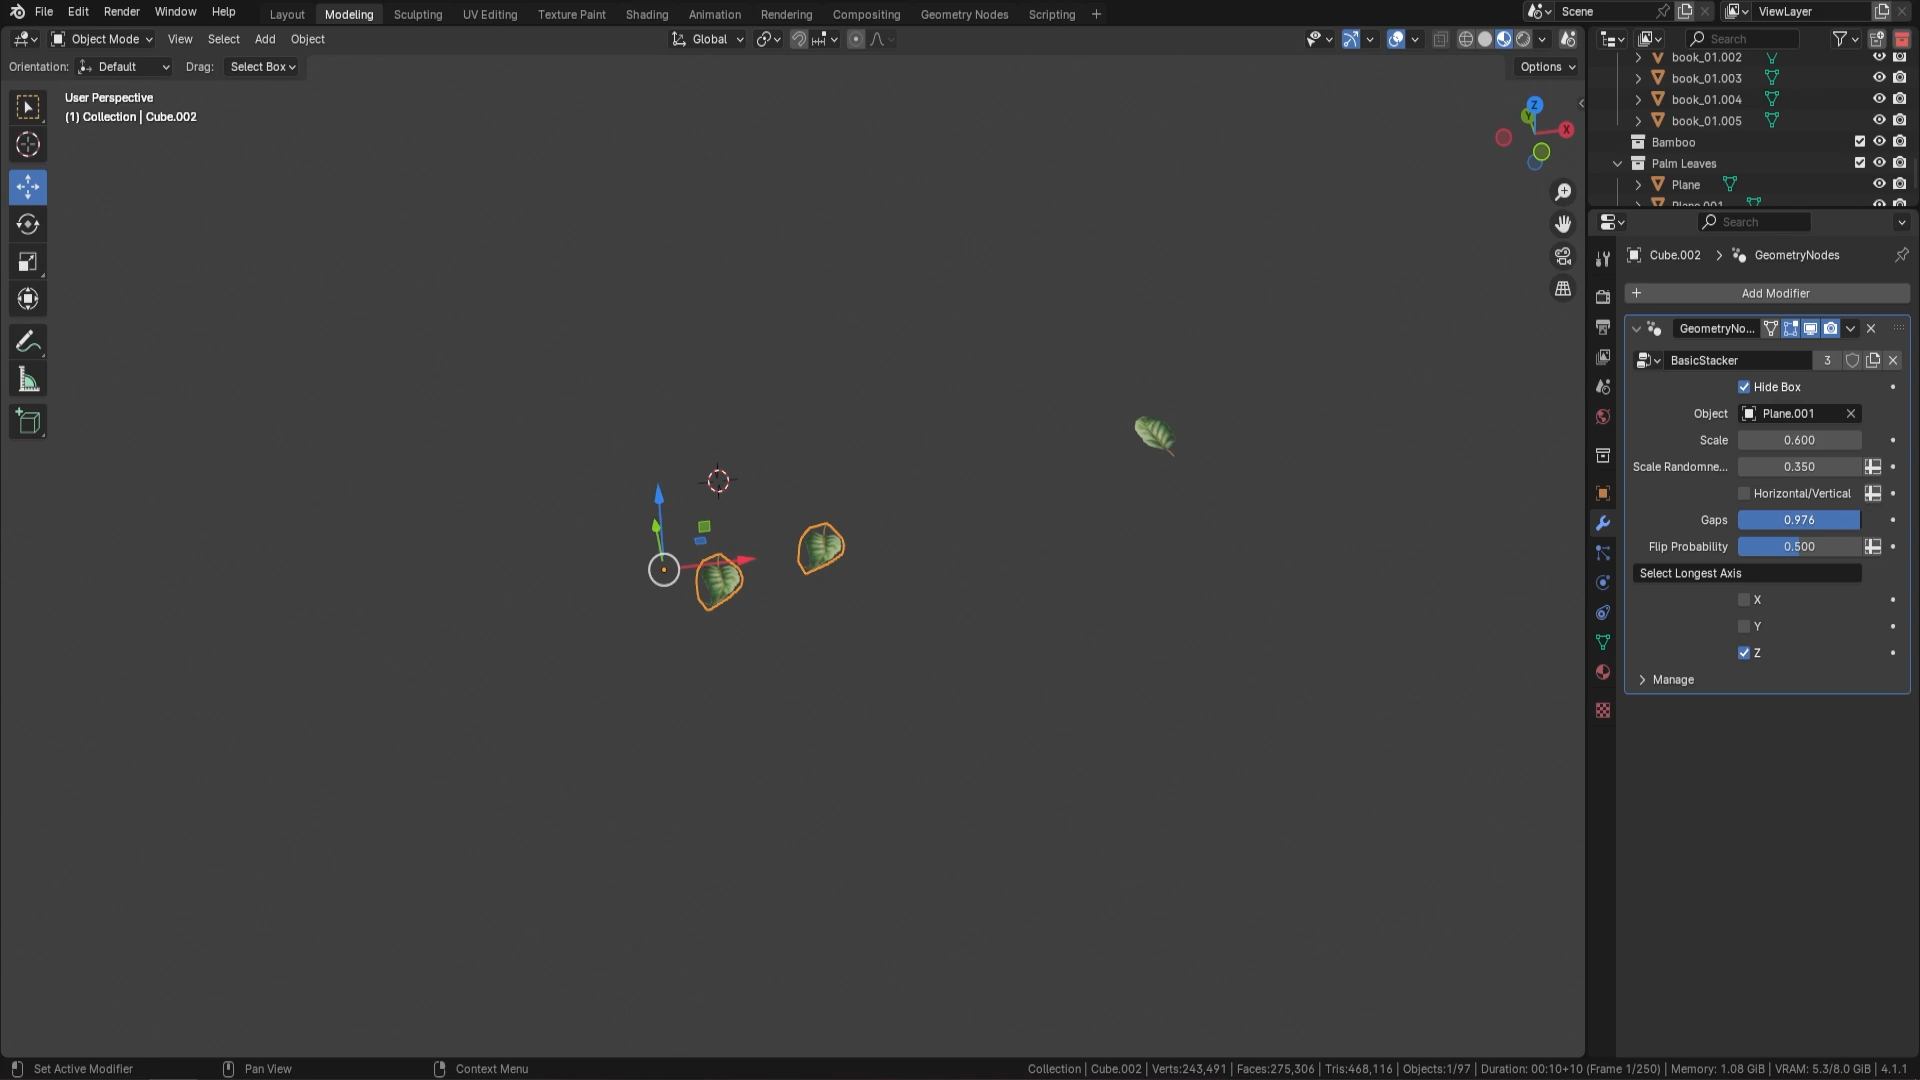 File Edit Render Window Help Layout Modeling Sculpting UV Editing Texture Paint Shading Animation Rendering Compositing Geometry Nodes Scripting + Scene ViewLayer
Object Mode View Select Add Object Global Search
Orientation: Default Drag: Select Box Options
User Perspective
(1) Collection | Cube.002
Z
Y
X
book_01.002
book_01.003
book_01.004
book_01.005
Bamboo
Palm Leaves
Plane
Plane.001
Search
Cube.002 > GeometryNodes
+ Add Modifier
GeometryNo...
BasicStacker 3
Hide Box
Object Plane.001
Scale 0.600
Scale Randomne... 0.350
Horizontal/Vertical
Gaps 0.976
Flip Probability 0.500
Select Longest Axis
X
Y
Z
Manage
Set Active Modifier Pan View Context Menu Collection | Cube.002 | Verts:243,491 | Faces:275,306 | Tris:468,116 | Objects:1/97 | Duration: 00:10+10 (Frame 1/250) | Memory: 1.08 GiB | VRAM: 5.3/8.0 GiB | 4.1.1